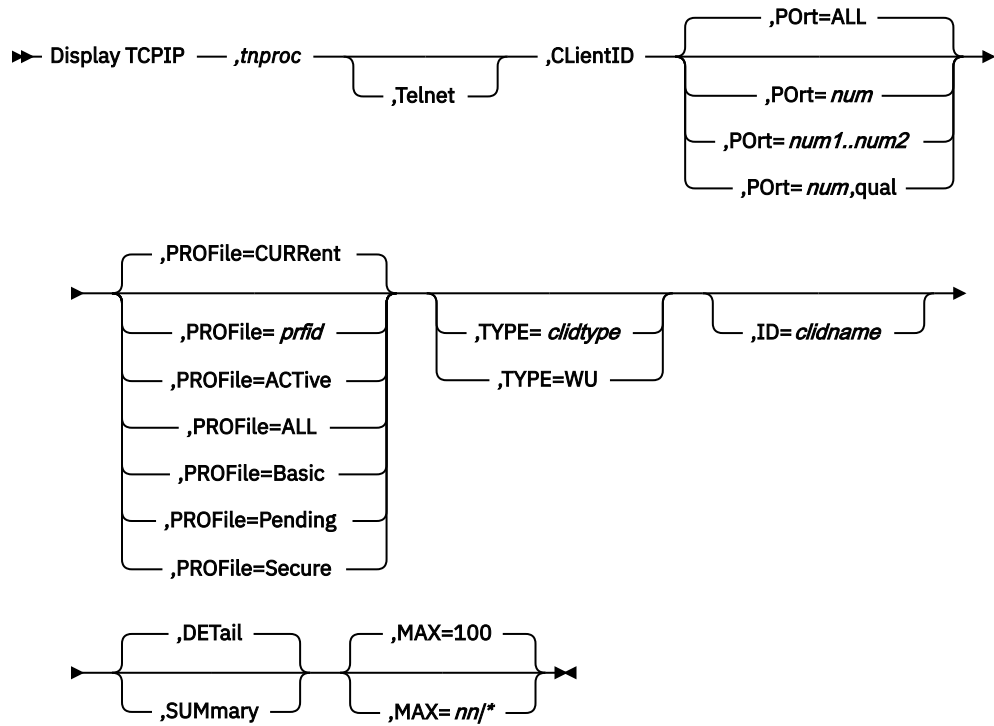 ,POrt=ALL
Display TCPIP ,tnproc ,CLientID
,Telnet
,POrt= num
,POrt= num1..num2
,POrt= num,qual
,PROFile=CURRent
,PROFile= prfid
,PROFile=ACTive
,PROFile=ALL
,PROFile=Basic
,PROFile=Pending
,PROFile=Secure
,TYPE= clidtype
,TYPE=WU
,ID= clidname
,DETail
,SUMmary
,MAX=100
,MAX= nn|*